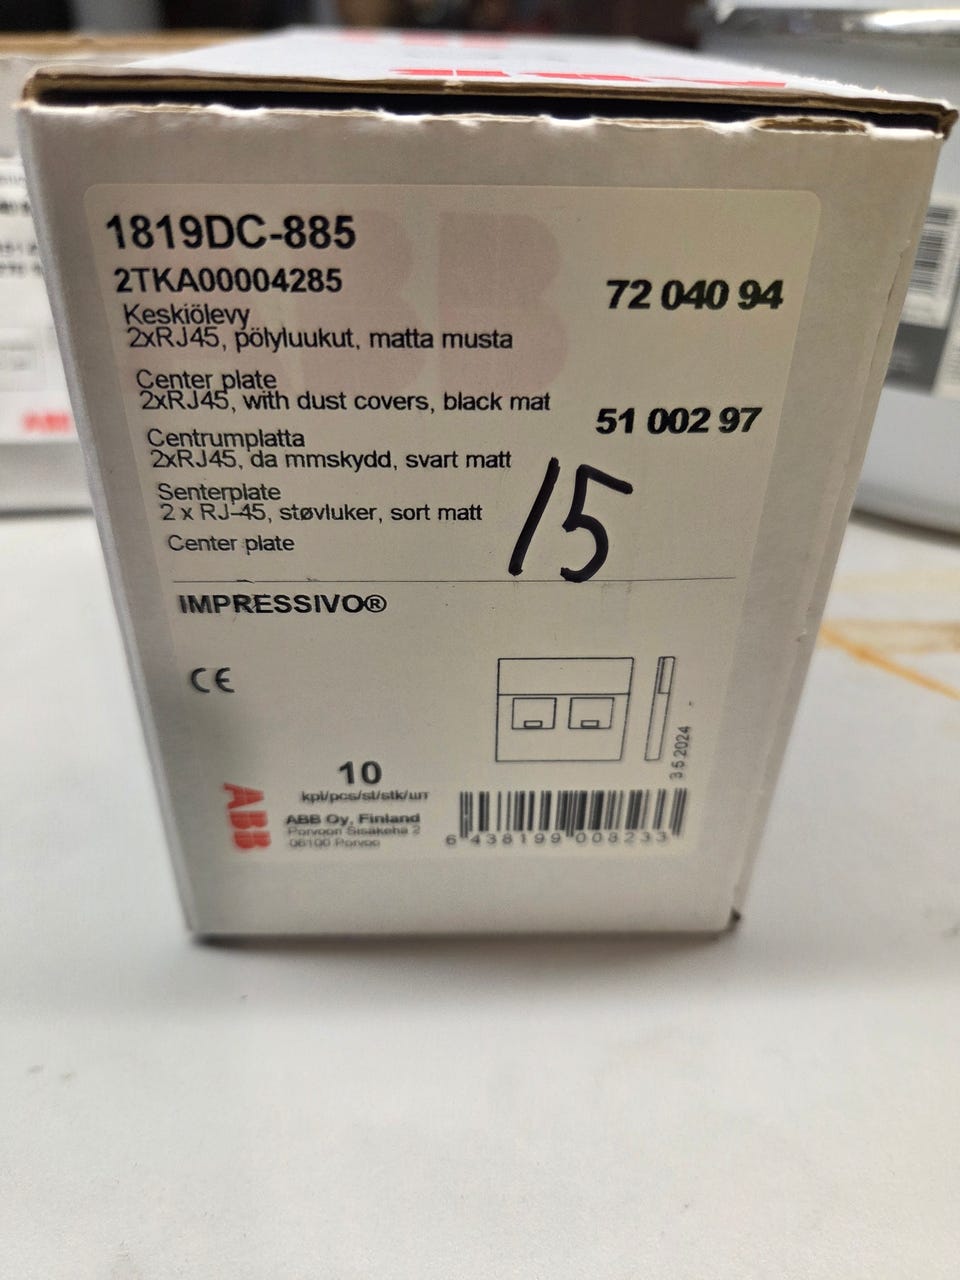 1819DC-885
2TKA00004285
72 040 94
Keskiölevy
2xRJ45, pölyluukut, matta musta
Center plate
2xRJ45, with dust covers, black mat
51 002 97
Centrumplatta
2xRJ45, da mmskydd, svart matt
Senterplate
2 x RJ-45, støvluker, sort matt
15
Center plate
IMPRESSIVO®
CE
3.5.2024
10
kpl/pcs/st/stk/шт
ABB
ABB Oy, Finland
Porvoon Sisäkehä 2
06100 Porvoo
6 438199 008233
ABB